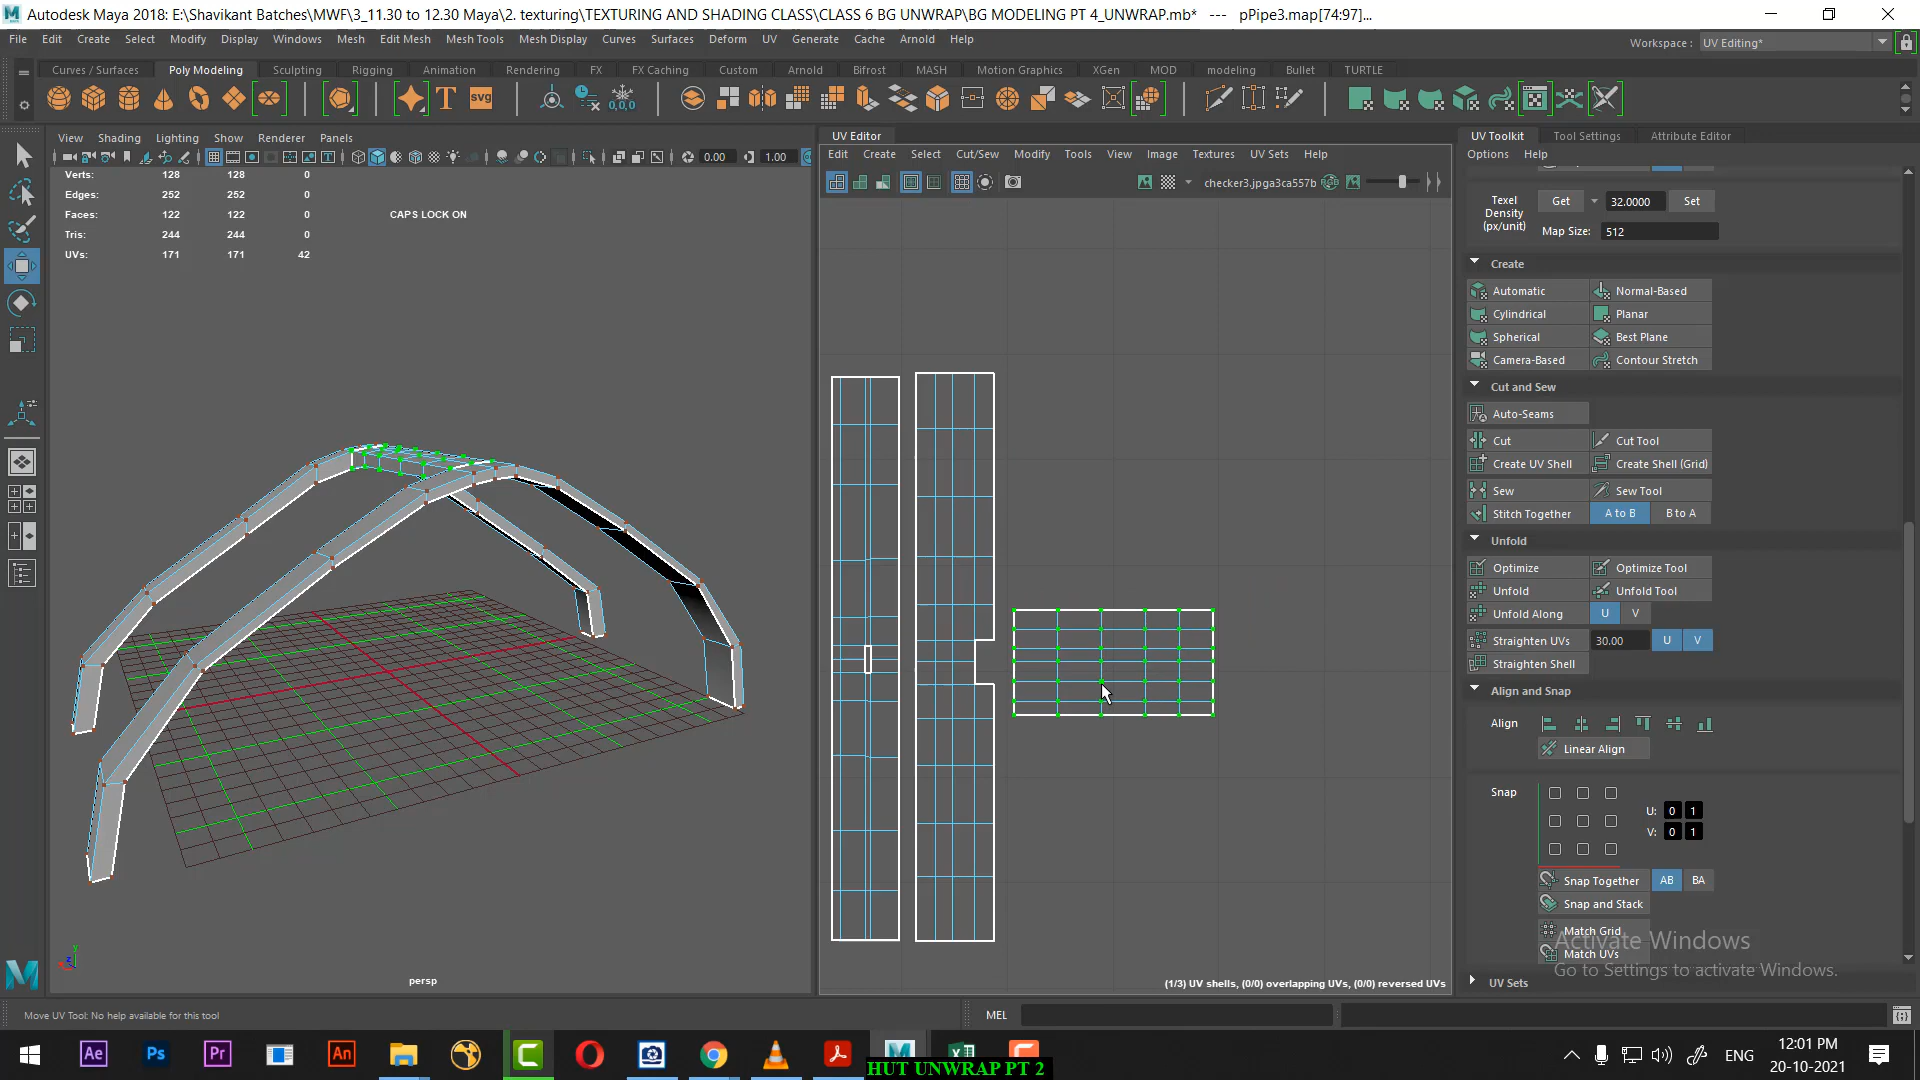 Autodesk Maya 2018: E:\Shavikant Batches\MWF\3_11.30 to 12.30 Maya\2. texturing\TEXTURING AND SHADING CLASS\CLASS 6 BG UNWRAP\BG MODELING PT 4_UNWRAP.mb* --- pPipe3.map[74:97]...
File Edit Create Select Modify Display Windows Mesh Edit Mesh Mesh Tools Mesh Display Curves Surfaces Deform UV Generate Cache Arnold Help
Workspace : UV Editing*
Curves / Surfaces Poly Modeling Sculpting Rigging Animation Rendering FX FX Caching Custom Arnold Bifrost MASH Motion Graphics XGen MOD modeling Bullet TURTLE
T SVG 0,0,0
View Shading Lighting Show Renderer Panels
0.00 1.00
Verts: 128 128 0
Edges: 252 252 0
CAPS LOCK ON
Faces: 122 122 0
Tris: 244 244 0
UVs: 171 171 42
persp
UV Editor
Edit Create Select Cut/Sew Modify Tools View Image Textures UV Sets Help
checker3.jpga3ca557b
(1/3) UV shells, (0/0) overlapping UVs, (0/0) reversed UVs
UV Toolkit Tool Settings Attribute Editor
Options Help
Texel Density (px/unit) Get 32.0000 Set
Map Size: 512
Create
Automatic Normal-Based
Cylindrical Planar
Spherical Best Plane
Camera-Based Contour Stretch
Cut and Sew
Auto-Seams
Cut Cut Tool
Create UV Shell Create Shell (Grid)
Sew Sew Tool
Stitch Together A to B B to A
Unfold
Optimize Optimize Tool
Unfold Unfold Tool
Unfold Along U V
Straighten UVs 30.00 U V
Straighten Shell
Align and Snap
Align
Linear Align
Snap
U: 0 1
V: 0 1
Snap Together AB BA
Snap and Stack
Match Grid
Match UVs
Activate Windows
Go to Settings to activate Windows.
UV Sets
Move UV Tool: No help available for this tool
MEL
Ae Ps Pr An
HUT UNWRAP PT 2
ENG
12:01 PM
20-10-2021